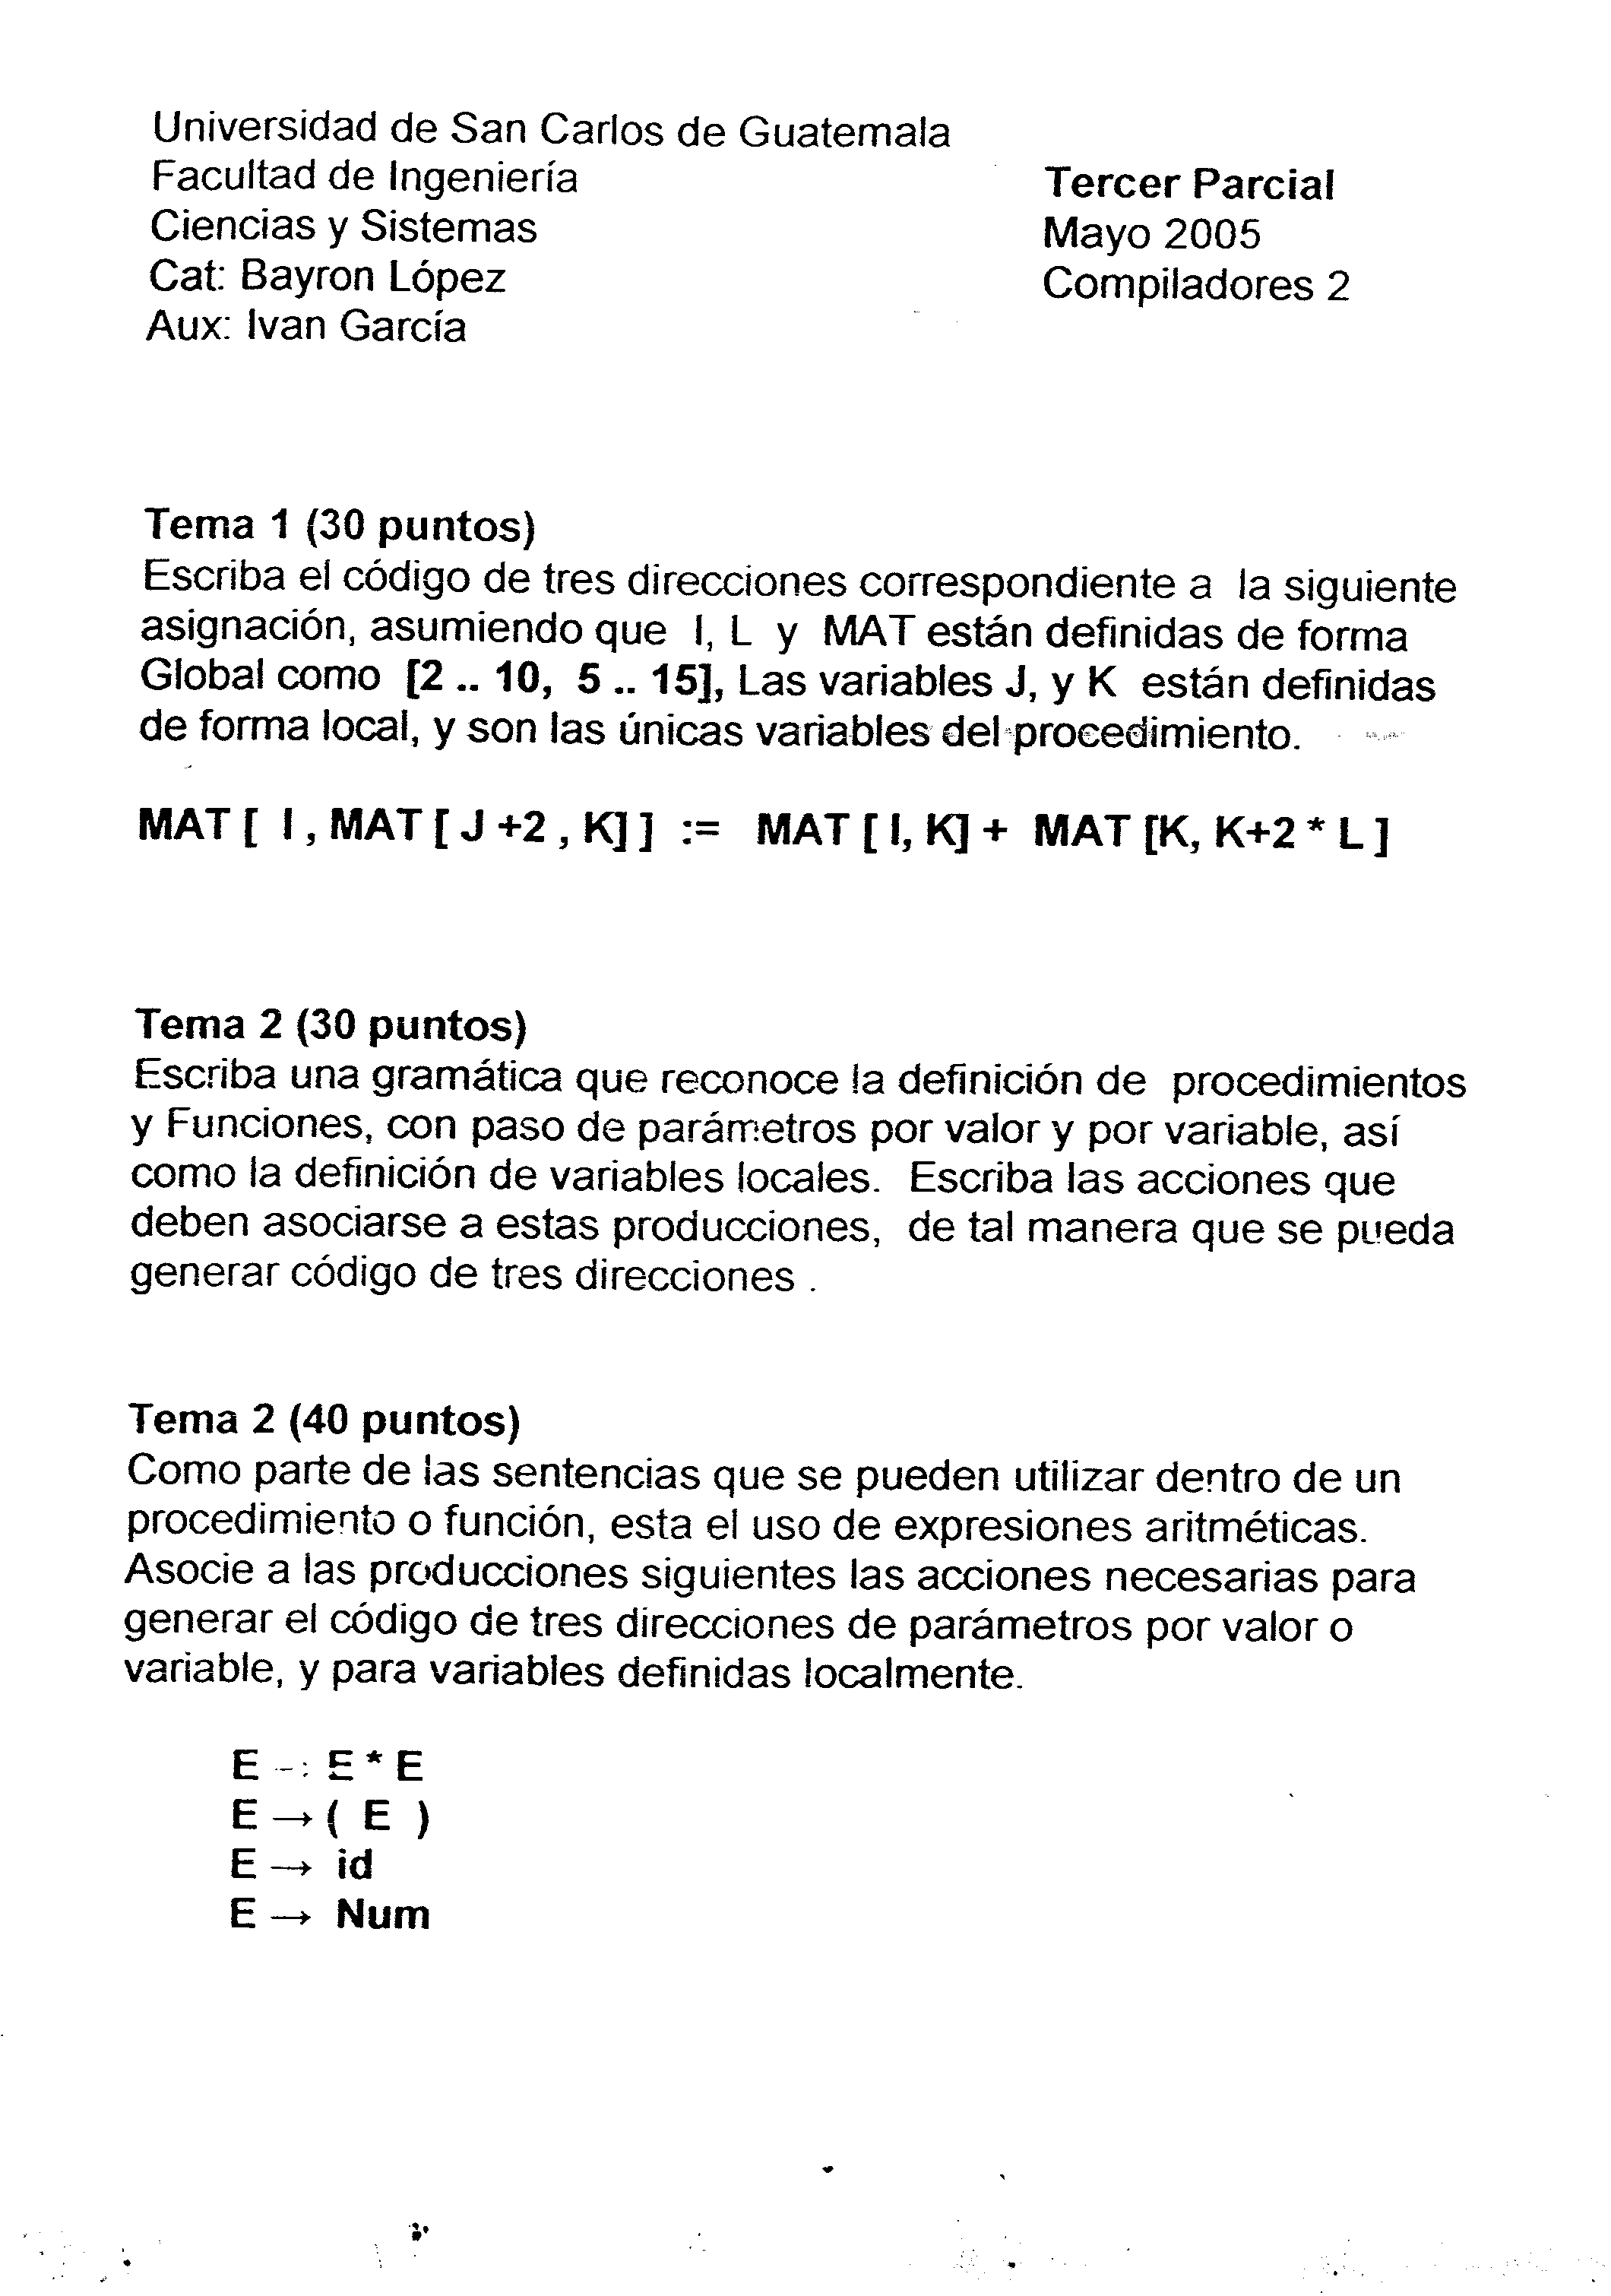 Universidad de San Carlos de Guatemala
Facultad de Ingeniería
Ciencias y Sistemas
Cat: Bayron López
Aux: Ivan García
Tercer Parcial
Mayo 2005
Compiladores 2
Tema 1 (30 puntos)
Escriba el código de tres direcciones correspondiente a la siguiente
asignación, asumiendo que I, L y MAT están definidas de forma
Global como [2 .. 10, 5 .. 15], Las variables J, y K están definidas
de forma local, y son las únicas variables del procedimiento.
MAT [ I , MAT [ J +2 , K] ] := MAT [ I, K] + MAT [K, K+2 * L ]
Tema 2 (30 puntos)
Escriba una gramática que reconoce la definición de procedimientos
y Funciones, con paso de parámetros por valor y por variable, así
como la definición de variables locales. Escriba las acciones que
deben asociarse a estas producciones, de tal manera que se pueda
generar código de tres direcciones .
Tema 2 (40 puntos)
Como parte de las sentencias que se pueden utilizar dentro de un
procedimiento o función, esta el uso de expresiones aritméticas.
Asocie a las producciones siguientes las acciones necesarias para
generar el código de tres direcciones de parámetros por valor o
variable, y para variables definidas localmente.
E → E * E
E → ( E )
E → id
E → Num